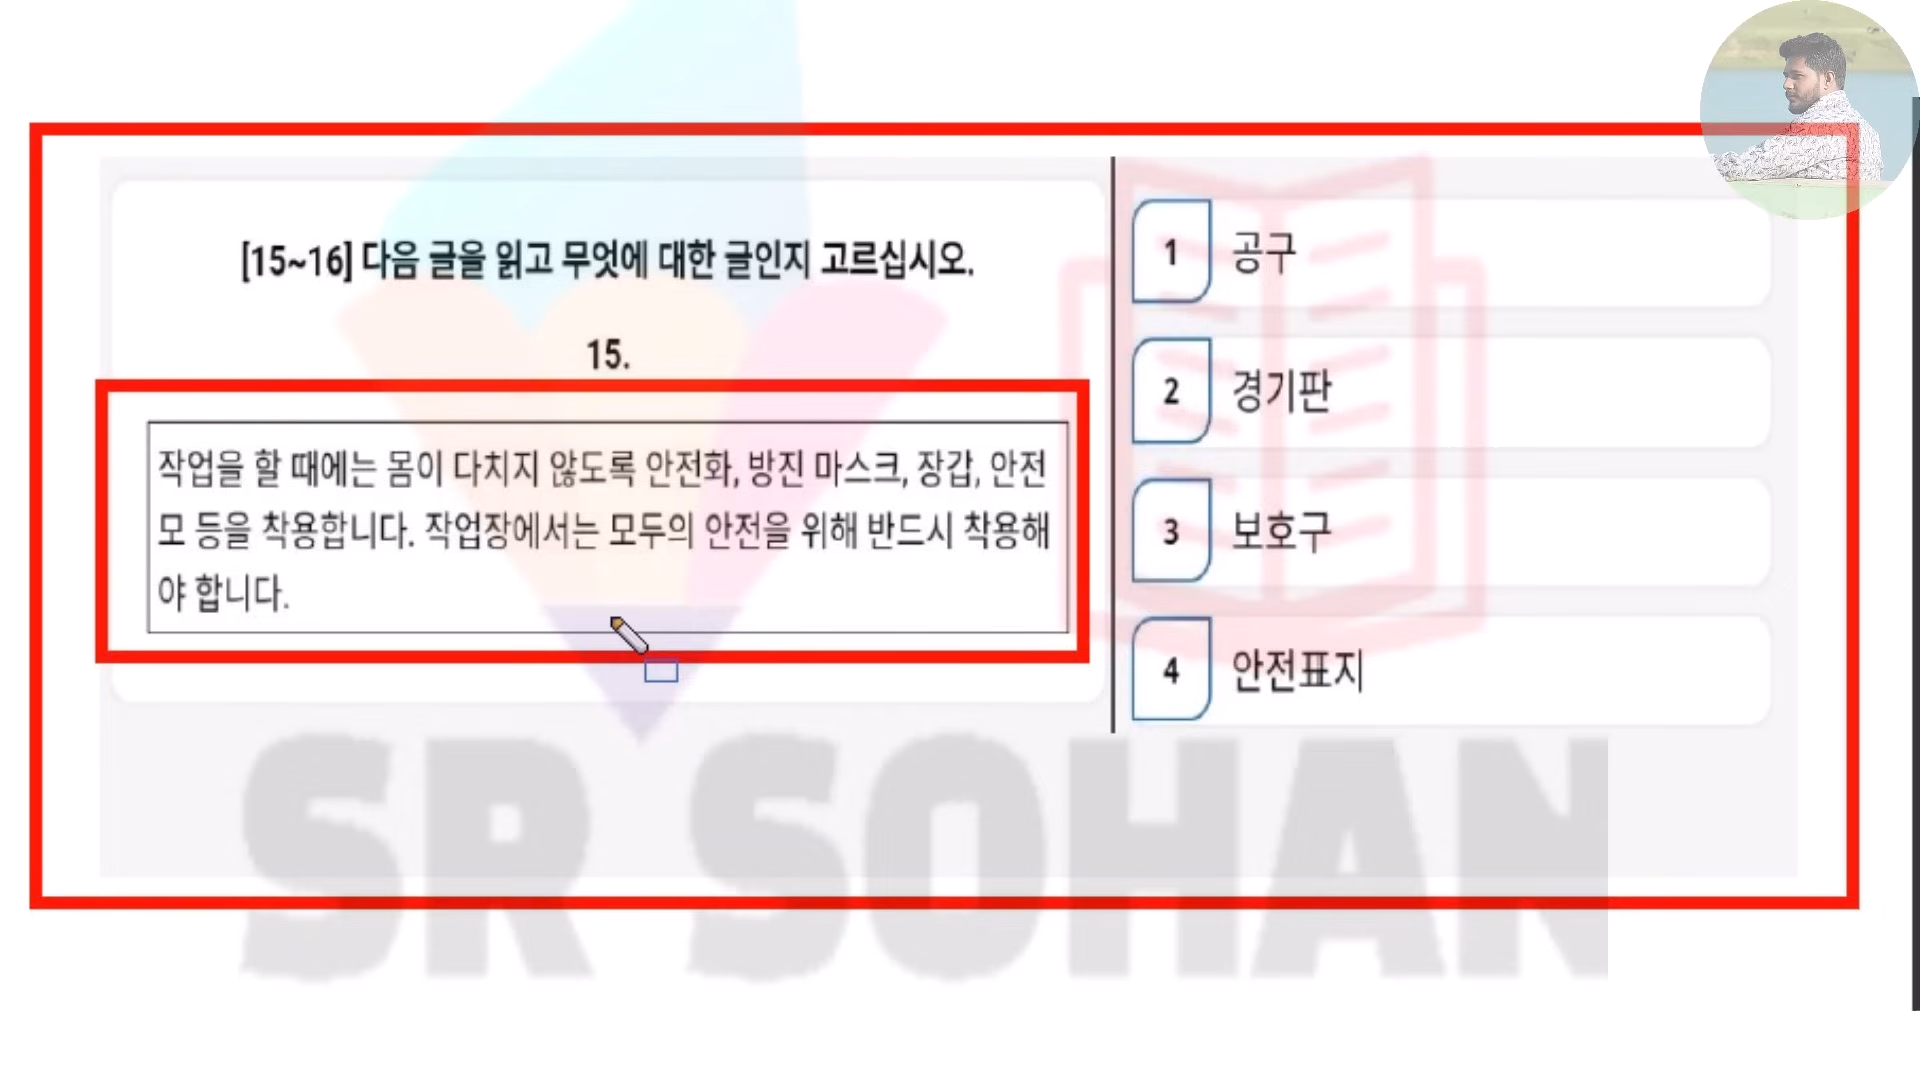 [15~16] 다음 글을 읽고 무엇에 대한 글인지 고르십시오.
15.
작업을 할 때에는 몸이 다치지 않도록 안전화, 방진 마스크, 장갑, 안전
모 등을 착용합니다. 작업장에서는 모두의 안전을 위해 반드시 착용해
야 합니다.
1 공구
2 경기판
3 보호구
4 안전표지
SR SOHAN